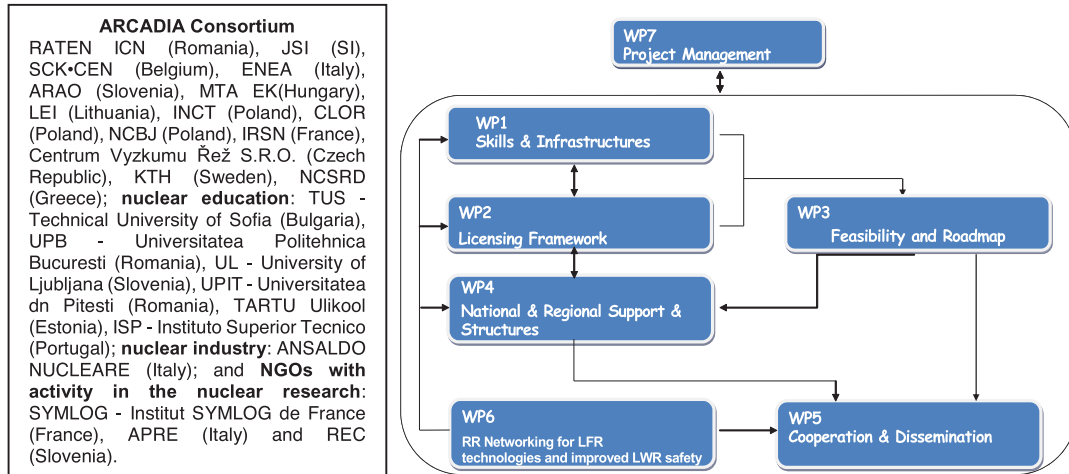 ARCADIA Consortium
RATEN ICN (Romania), JSI (SI),
SCK•CEN (Belgium), ENEA (Italy),
ARAO (Slovenia), MTA EK(Hungary),
LEI (Lithuania), INCT (Poland), CLOR
(Poland), NCBJ (Poland), IRSN (France),
Centrum Vyzkumu Řež S.R.O. (Czech
Republic), KTH (Sweden), NCSRD
(Greece); nuclear education: TUS -
Technical University of Sofia (Bulgaria),
UPB - Universitatea Politehnica
Bucuresti (Romania), UL - University of
Ljubljana (Slovenia), UPIT - Universitatea
dn Pitesti (Romania), TARTU Ulikool
(Estonia), ISP - Instituto Superior Tecnico
(Portugal); nuclear industry: ANSALDO
NUCLEARE (Italy); and NGOs with
activity in the nuclear research:
SYMLOG - Institut SYMLOG de France
(France), APRE (Italy) and REC
(Slovenia).
WP7
Project Management
WP1
Skills & Infrastructures
WP2
Licensing Framework
WP3
Feasibility and Roadmap
WP4
National & Regional Support &
Structures
WP6
RR Networking for LFR
technologies and improved LWR safety
WP5
Cooperation & Dissemination